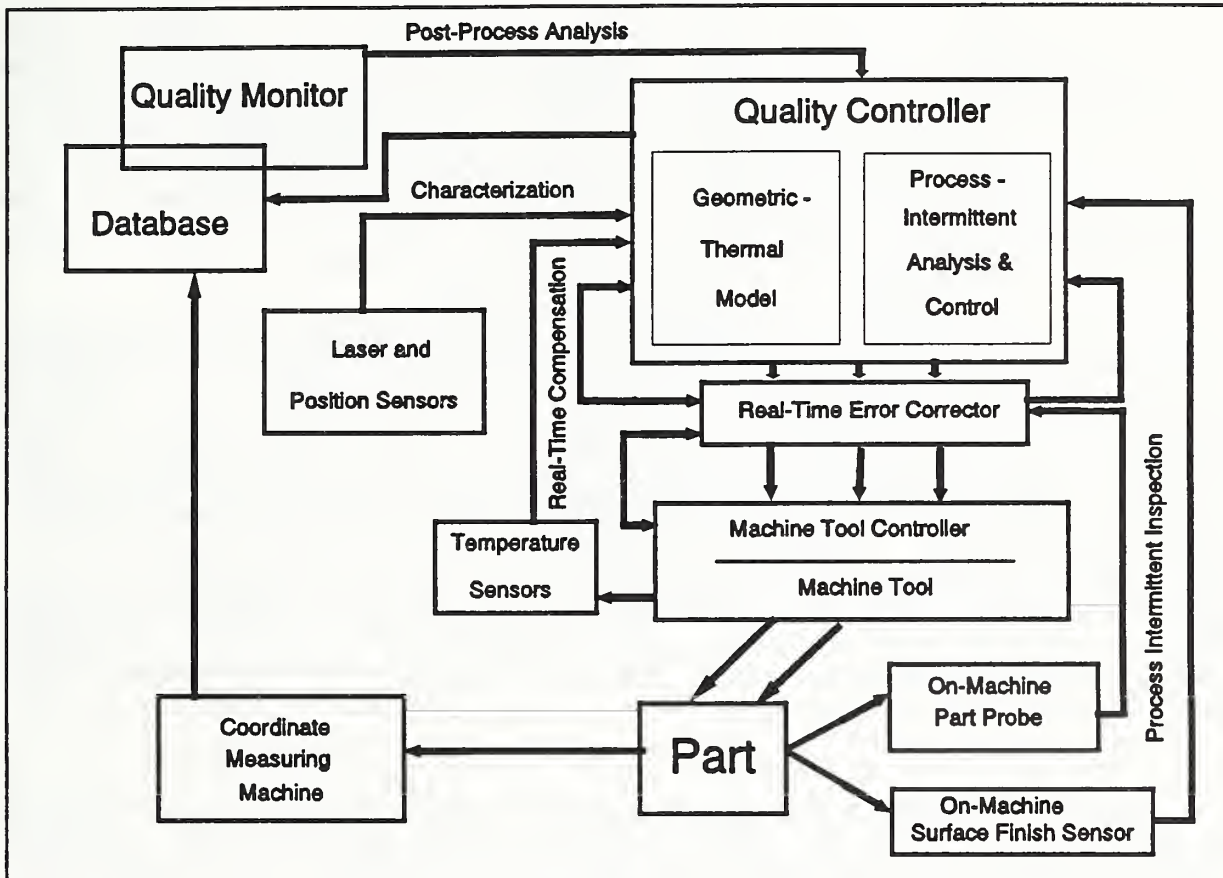 Post-Process Analysis
Quality Monitor
Database
Quality Controller
Geometric -
Thermal
Model
Process -
Intermittent
Analysis &
Control
Characterization
Laser and
Position Sensors
Real-Time Compensation
Real-Time Error Corrector
Machine Tool Controller
Machine Tool
Temperature
Sensors
Process Intermittent Inspection
Coordinate
Measuring
Machine
Part
On-Machine
Part Probe
On-Machine
Surface Finish Sensor